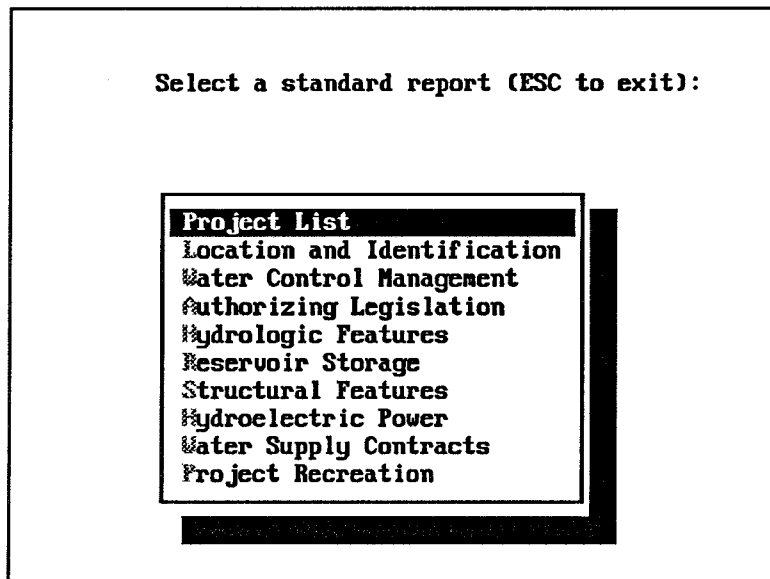 Select a standard report (ESC to exit):
Project List
Location and Identification
Water Control Management
Authorizing Legislation
Hydrologic Features
Reservoir Storage
Structural Features
Hydroelectric Power
Water Supply Contracts
Project Recreation